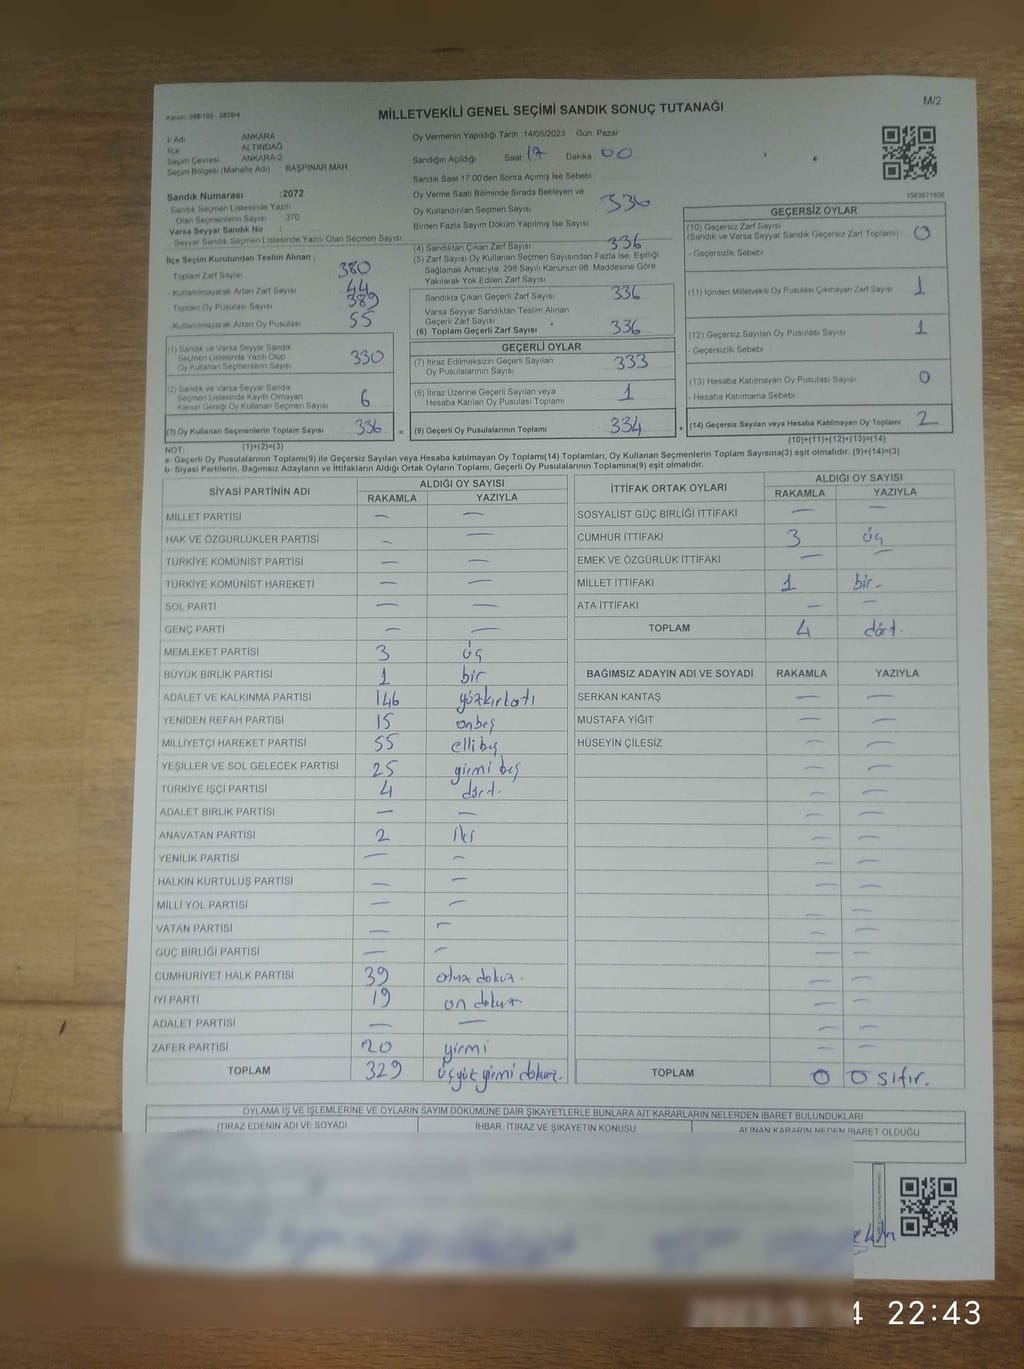 M/2
Kanun: 298/105 - 2839/4
MİLLETVEKİLİ GENEL SEÇİMİ SANDIK SONUÇ TUTANAĞI
İl Adı ANKARA
İlçe ALTINDAĞ
Seçim Çevresi ANKARA-2
Seçim Bölgesi (Mahalle Adı) BAŞPINAR MAH
Sandık Numarası :2072
- Sandık Seçmen Listesinde Yazılı
Olan Seçmenlerin Sayısı 370
Varsa Seyyar Sandık No :
- Seyyar Sandık Seçmen Listesinde Yazılı Olan Seçmen Sayısı:
İlçe Seçim Kurulundan Teslim Alınan ;
- Toplam Zarf Sayısı 380
- Kullanılmayarak Artan Zarf Sayısı 44
- Toplam Oy Pusulası Sayısı 389
- Kullanılmayarak Artan Oy Pusulası 55
(1) Sandık ve Varsa Seyyar Sandık
Seçmen Listesinde Yazılı Olup
Oy Kullanan Seçmenlerin Sayısı 330
(2) Sandık ve Varsa Seyyar Sandık
Seçmen Listesinde Kayıtlı Olmayan
Kanun Gereği Oy Kullanan Seçmen Sayısı 6
(3) Oy Kullanan Seçmenlerin Toplam Sayısı 336 =
(1)+(2)=(3)
Oy Vermenin Yapıldığı Tarih :14/05/2023 Gün: Pazar
Sandığın Açıldığı Saat 17 Dakika 00
Sandık Saat 17:00'den Sonra Açılmış İse Sebebi
Oy Verme Saati Bitiminde Sırada Bekleyen ve
Oy Kullandırılan Seçmen Sayısı 336
Birden Fazla Sayım Döküm Yapılmış İse Sayısı
(4) Sandıktan Çıkan Zarf Sayısı 336
(5) Zarf Sayısı Oy Kullanan Seçmen Sayısından Fazla İse, Eşitliği
Sağlamak Amacıyla, 298 Sayılı Kanunun 98. Maddesine Göre
Yakılarak Yok Edilen Zarf Sayısı
Sandıkta Çıkan Geçerli Zarf Sayısı 336
Varsa Seyyar Sandıktan Teslim Alınan
Geçerli Zarf Sayısı
(6) Toplam Geçerli Zarf Sayısı 336
GEÇERLİ OYLAR
(7) İtiraz Edilmeksizin Geçerli Sayılan
Oy Pusulalarının Sayısı 333
(8) İtiraz Üzerine Geçerli Sayılan veya
Hesaba Katılan Oy Pusulası Toplamı 1
(9) Geçerli Oy Pusulalarının Toplamı 334 +
1069871806
GEÇERSİZ OYLAR
(10) Geçersiz Zarf Sayısı
(Sandık ve Varsa Seyyar Sandık Geçersiz Zarf Toplamı) 0
- Geçersizlik Sebebi
(11) İçinden Milletvekili Oy Pusulası Çıkmayan Zarf Sayısı 1
(12) Geçersiz Sayılan Oy Pusulası Sayısı 1
- Geçersizlik Sebebi :
(13) Hesaba Katılmayan Oy Pusulası Sayısı 0
- Hesaba Katılmama Sebebi
(14) Geçersiz Sayılan veya Hesaba Katılmayan Oy Toplamı 2
(10)+(11)+(12)+(13)=(14)
NOT:
a- Geçerli Oy Pusulalarının Toplamı(9) ile Geçersiz Sayılan veya Hesaba katılmayan Oy Toplamı(14) Toplamları, Oy Kullanan Seçmenlerin Toplam Sayısına(3) eşit olmalıdır. (9)+(14)=(3)
b- Siyasi Partilerin, Bağımsız Adayların ve İttifakların Aldığı Ortak Oyların Toplamı, Geçerli Oy Pusulalarının Toplamına(9) eşit olmalıdır.
SİYASİ PARTİNİN ADI ALDIĞI OY SAYISI
RAKAMLA YAZIYLA
MİLLET PARTİSİ — —
HAK VE ÖZGÜRLÜKLER PARTİSİ — —
TÜRKİYE KOMÜNİST PARTİSİ — —
TÜRKİYE KOMÜNİST HAREKETİ — —
SOL PARTİ — —
GENÇ PARTİ — —
MEMLEKET PARTİSİ 3 üç
BÜYÜK BİRLİK PARTİSİ 1 bir
ADALET VE KALKINMA PARTİSİ 146 yüzkırkaltı
YENİDEN REFAH PARTİSİ 15 onbeş
MİLLİYETÇİ HAREKET PARTİSİ 55 ellibeş
YEŞİLLER VE SOL GELECEK PARTİSİ 25 yirmi beş
TÜRKİYE İŞÇİ PARTİSİ 4 dört.
ADALET BİRLİK PARTİSİ — —
ANAVATAN PARTİSİ 2 İki
YENİLİK PARTİSİ — —
HALKIN KURTULUŞ PARTİSİ — —
MİLLİ YOL PARTİSİ — —
VATAN PARTİSİ — —
GÜÇ BİRLİĞİ PARTİSİ — —
CUMHURİYET HALK PARTİSİ 39 otuz dokuz.
İYİ PARTİ 19 on dokuz
ADALET PARTİSİ — —
ZAFER PARTİSİ 20 yirmi
TOPLAM 329 üçyüz yirmi dokuz.
İTTİFAK ORTAK OYLARI ALDIĞI OY SAYISI
RAKAMLA YAZIYLA
SOSYALİST GÜÇ BİRLİĞİ İTTİFAKI — —
CUMHUR İTTİFAKI 3 üç
EMEK VE ÖZGÜRLÜK İTTİFAKI — —
MİLLET İTTİFAKI 1 bir.
ATA İTTİFAKI — —
TOPLAM 4 dört.
BAĞIMSIZ ADAYIN ADI VE SOYADI RAKAMLA YAZIYLA
SERKAN KANTAŞ — —
MUSTAFA YİĞİT — —
HÜSEYİN ÇİLESİZ — —
TOPLAM 0 0 sıfır.
OYLAMA İŞ VE İŞLEMLERİNE VE OYLARIN SAYIM DÖKÜMÜNE DAİR ŞİKAYETLERLE BUNLARA AİT KARARLARIN NELERDEN İBARET BULUNDUKLARI
İTİRAZ EDENİN ADI VE SOYADI İHBAR, İTİRAZ VE ŞİKAYETİN KONUSU ALINAN KARARIN NEDEN İBARET OLDUĞU
4 22:43